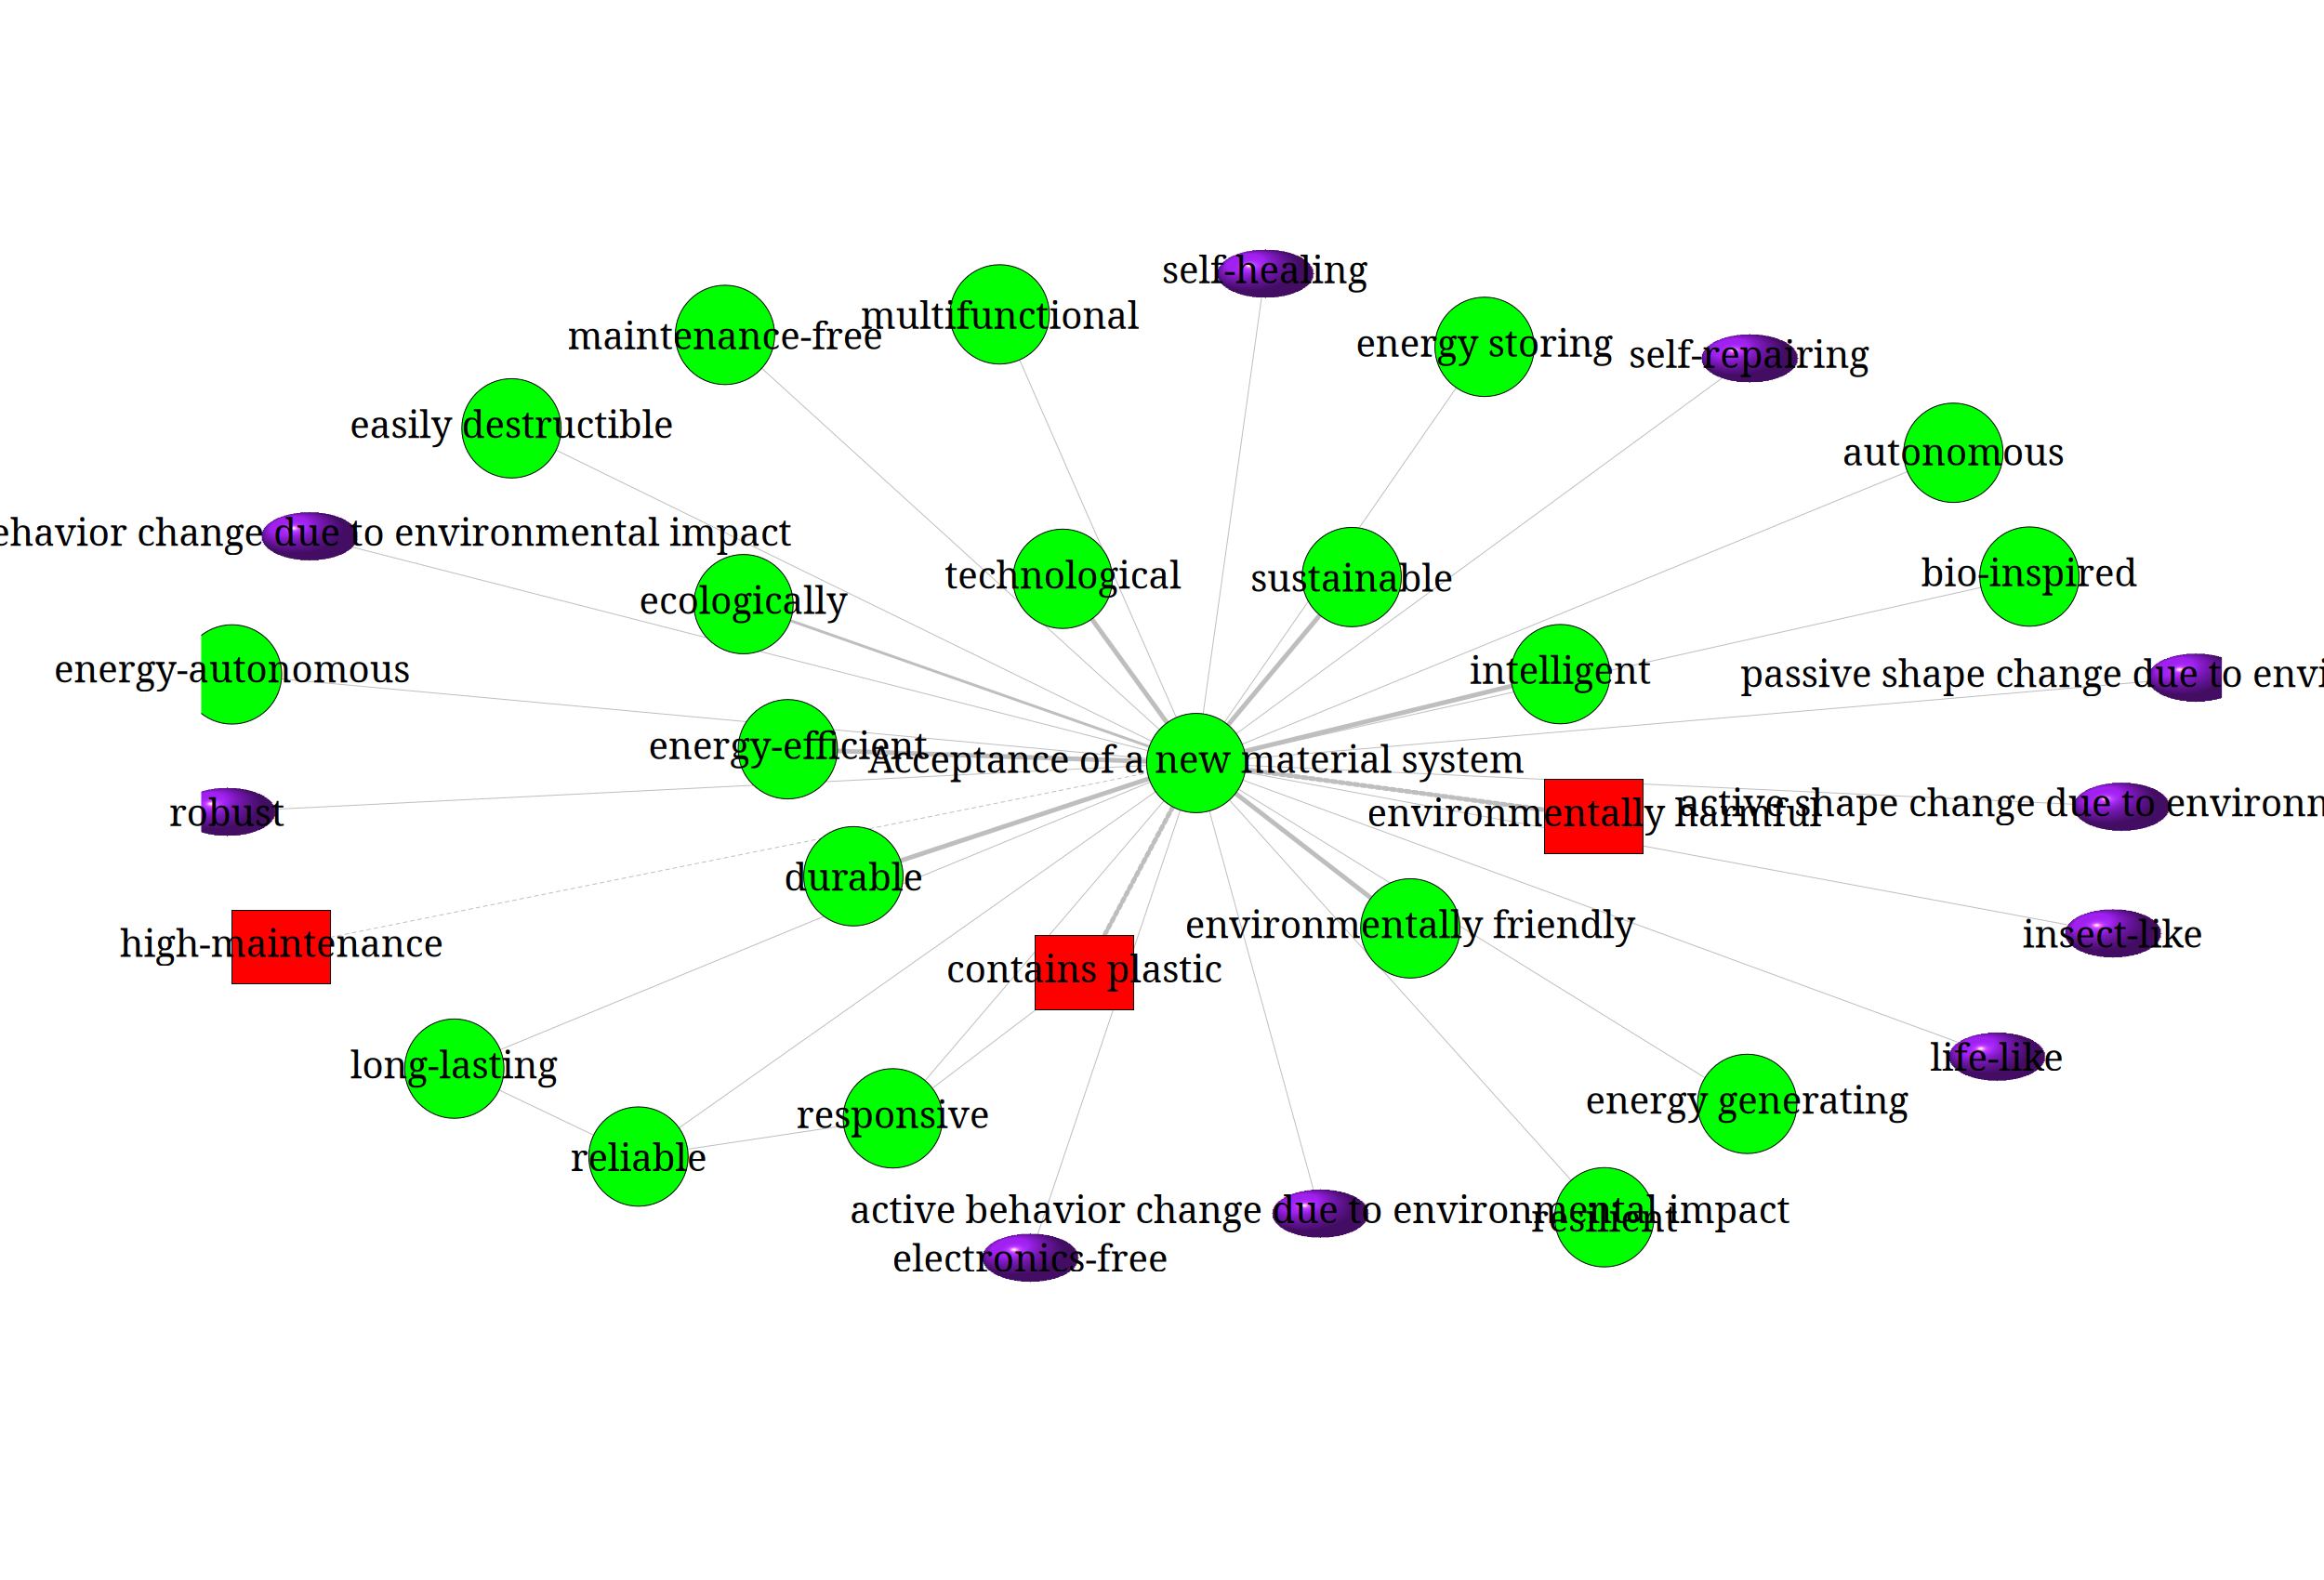 self-healing
multifunctional
maintenance-free
energy storing
self-repairing
easily destructible
autonomous
ehavior change due to environmental impact
technological
sustainable
bio-inspired
ecologically
energy-autonomous
intelligent
passive shape change due to envi
energy-efficient
Acceptance of a new material system
robust
environmentally harmful
active shape change due to environ
durable
environmentally friendly
insect-like
high-maintenance
contains plastic
long-lasting
life-like
responsive
energy generating
reliable
active behavior change due to environmental impact
resilient
electronics-free